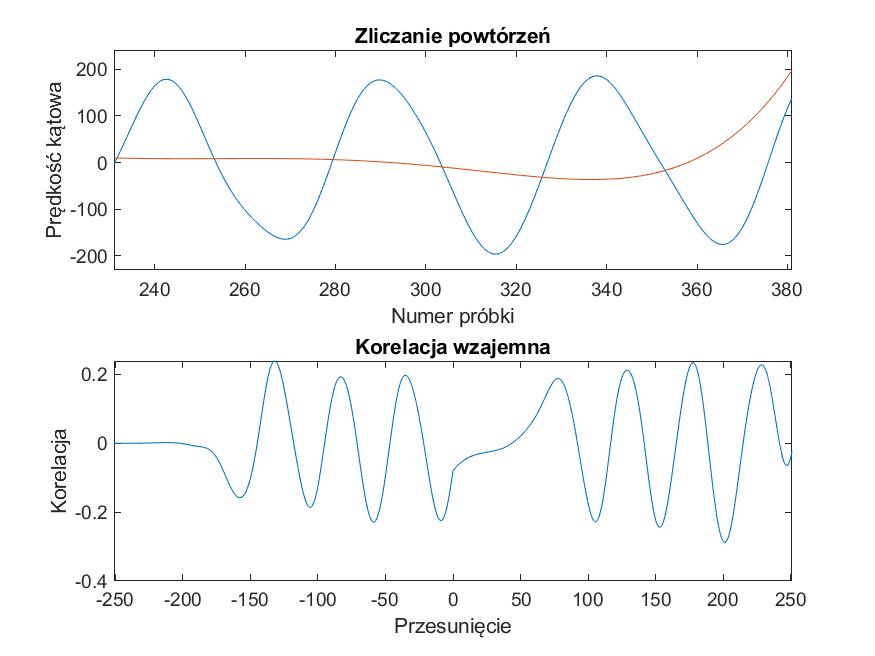 Zliczanie powtórzeń
Prędkość kątowa
200
100
0
-100
-200
240 260 280 300 320 340 360 380
Numer próbki
Korelacja wzajemna
Korelacja
0.2
0
-0.2
-0.4
-250 -200 -150 -100 -50 0 50 100 150 200 250
Przesunięcie